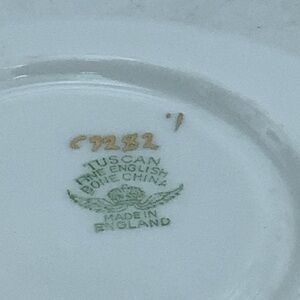 C9282
TUSCAN
FINE ENGLISH
BONE CHINA
MADE IN
ENGLAND